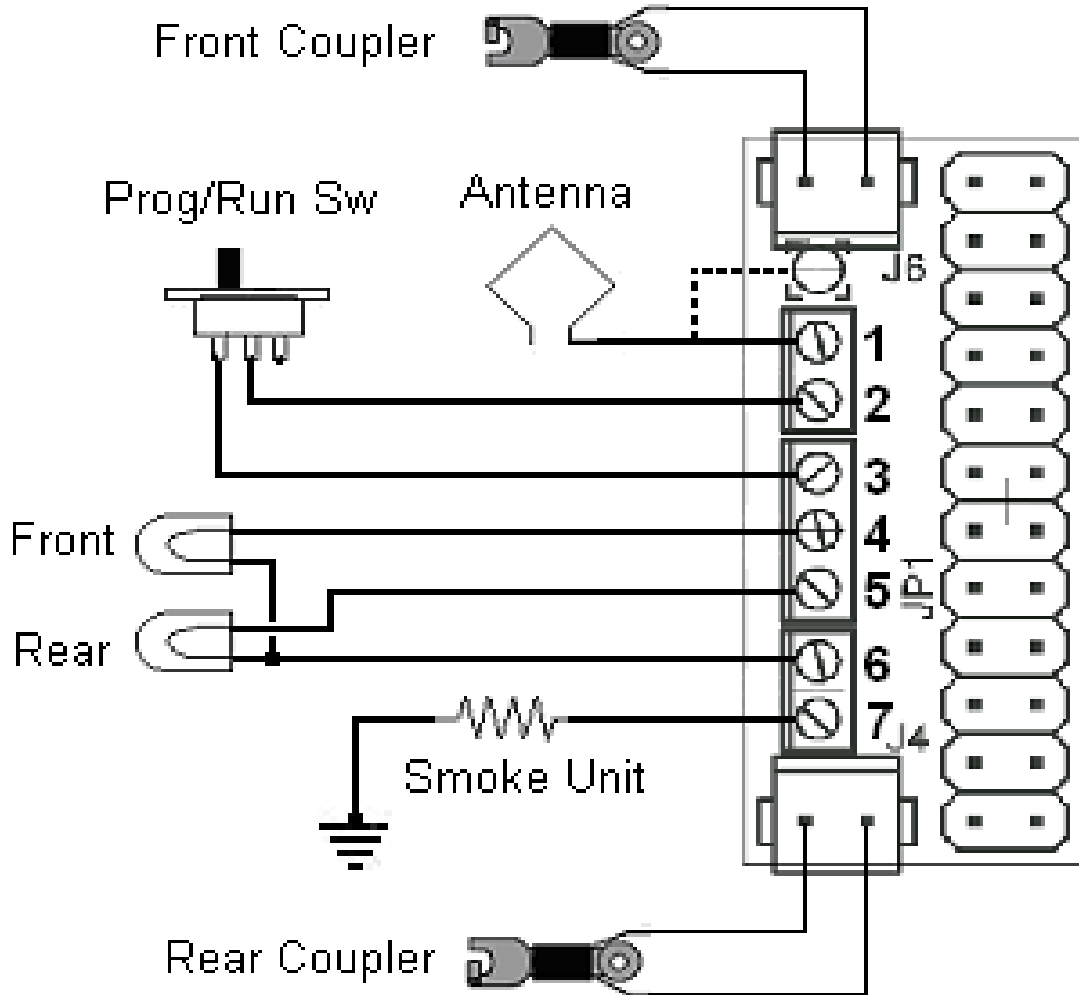 Front Coupler
Prog/Run Sw
Antenna
J6
1
2
3
Front
4
5
JP1
Rear
6
7
J4
Smoke Unit
Rear Coupler